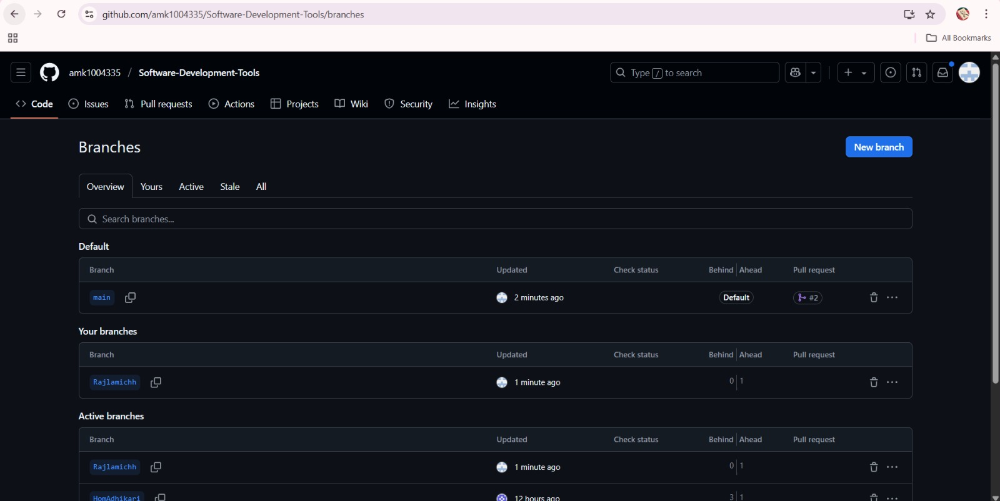 github.com/amk1004335/Software-Development-Tools/branches
All Bookmarks
amk1004335 / Software-Development-Tools
Type / to search
Code Issues Pull requests Actions Projects Wiki Security Insights
Branches
New branch
Overview Yours Active Stale All
Search branches...
Default
Branch Updated Check status Behind Ahead Pull request
main 2 minutes ago Default #2
Your branches
Branch Updated Check status Behind Ahead Pull request
Rajlamichh 1 minute ago 0 1
Active branches
Branch Updated Check status Behind Ahead Pull request
Rajlamichh 1 minute ago 0 1
HomAdhikari 12 hours ago 3 1